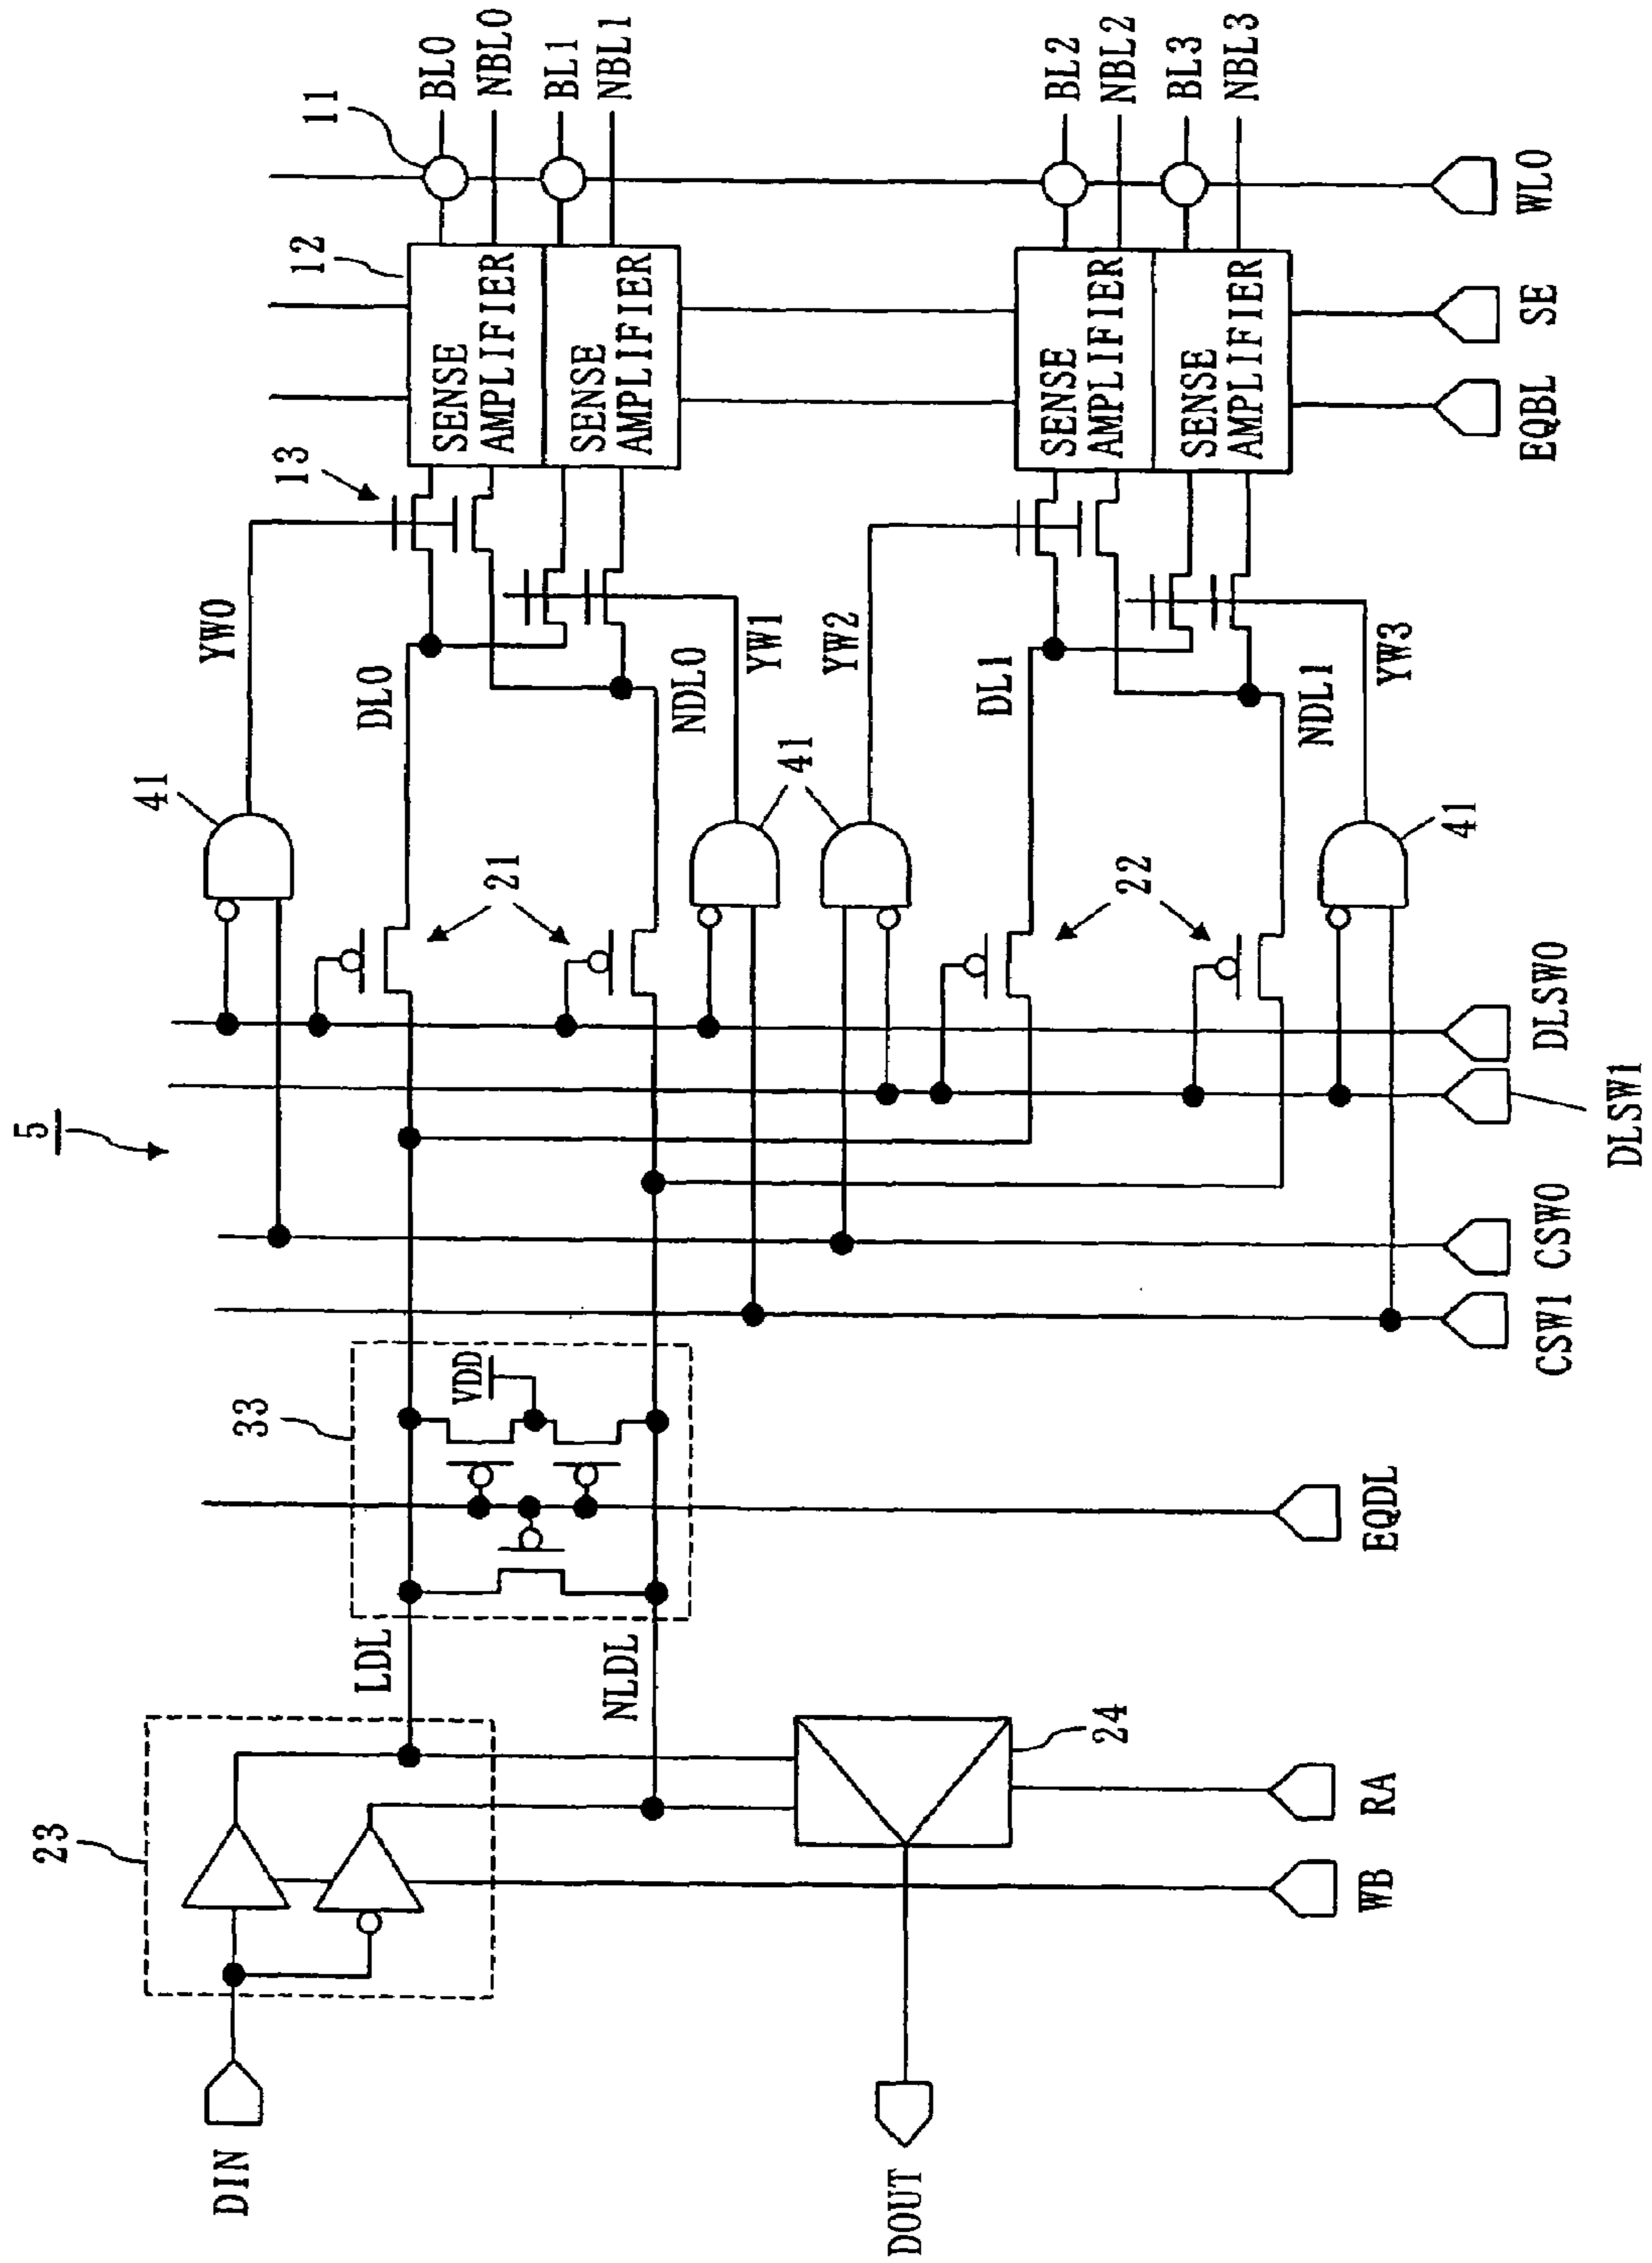 5
DIN
DOUT
23
24
WB
RA
LDL
NLDL
33
VDD
EQDL
CSW1
CSW0
DLSW1
DLSW0
41
21
41
22
41
YW0
DL0
NDL0
YW1
YW2
DL1
NDL1
YW3
13
12
SENSE
AMPLIFIER
SENSE
AMPLIFIER
SENSE
AMPLIFIER
SENSE
AMPLIFIER
EQBL
SE
WL0
11
BL0
NBL0
BL1
NBL1
BL2
NBL2
BL3
NBL3